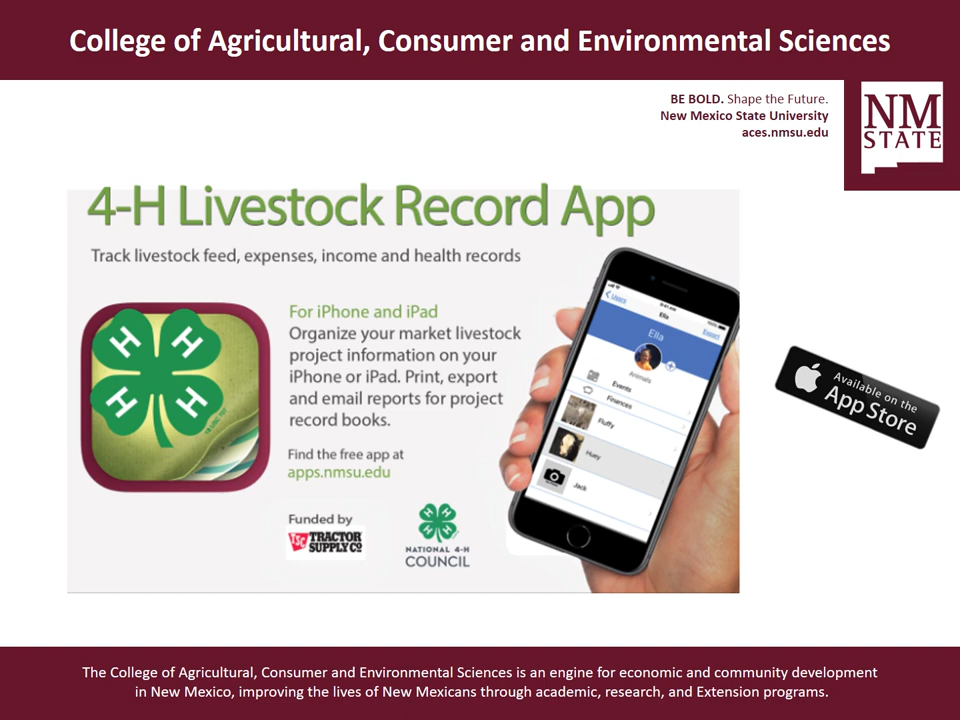 College of Agricultural, Consumer and Environmental Sciences
BE BOLD. Shape the Future.
New Mexico State University
aces.nmsu.edu
NM
STATE
4-H Livestock Record App
Track livestock feed, expenses, income and health records
For iPhone and iPad
Organize your market livestock
project information on your
iPhone or iPad. Print, export
and email reports for project
record books.
Find the free app at
apps.nmsu.edu
Funded by
TSC TRACTOR
SUPPLY CO
NATIONAL 4-H
COUNCIL
H H
H H
Users
Ella
Ella
Animals
Events
Finances
Fluffy
Huey
Jack
Available on the
App Store
The College of Agricultural, Consumer and Environmental Sciences is an engine for economic and community development
in New Mexico, improving the lives of New Mexicans through academic, research, and Extension programs.